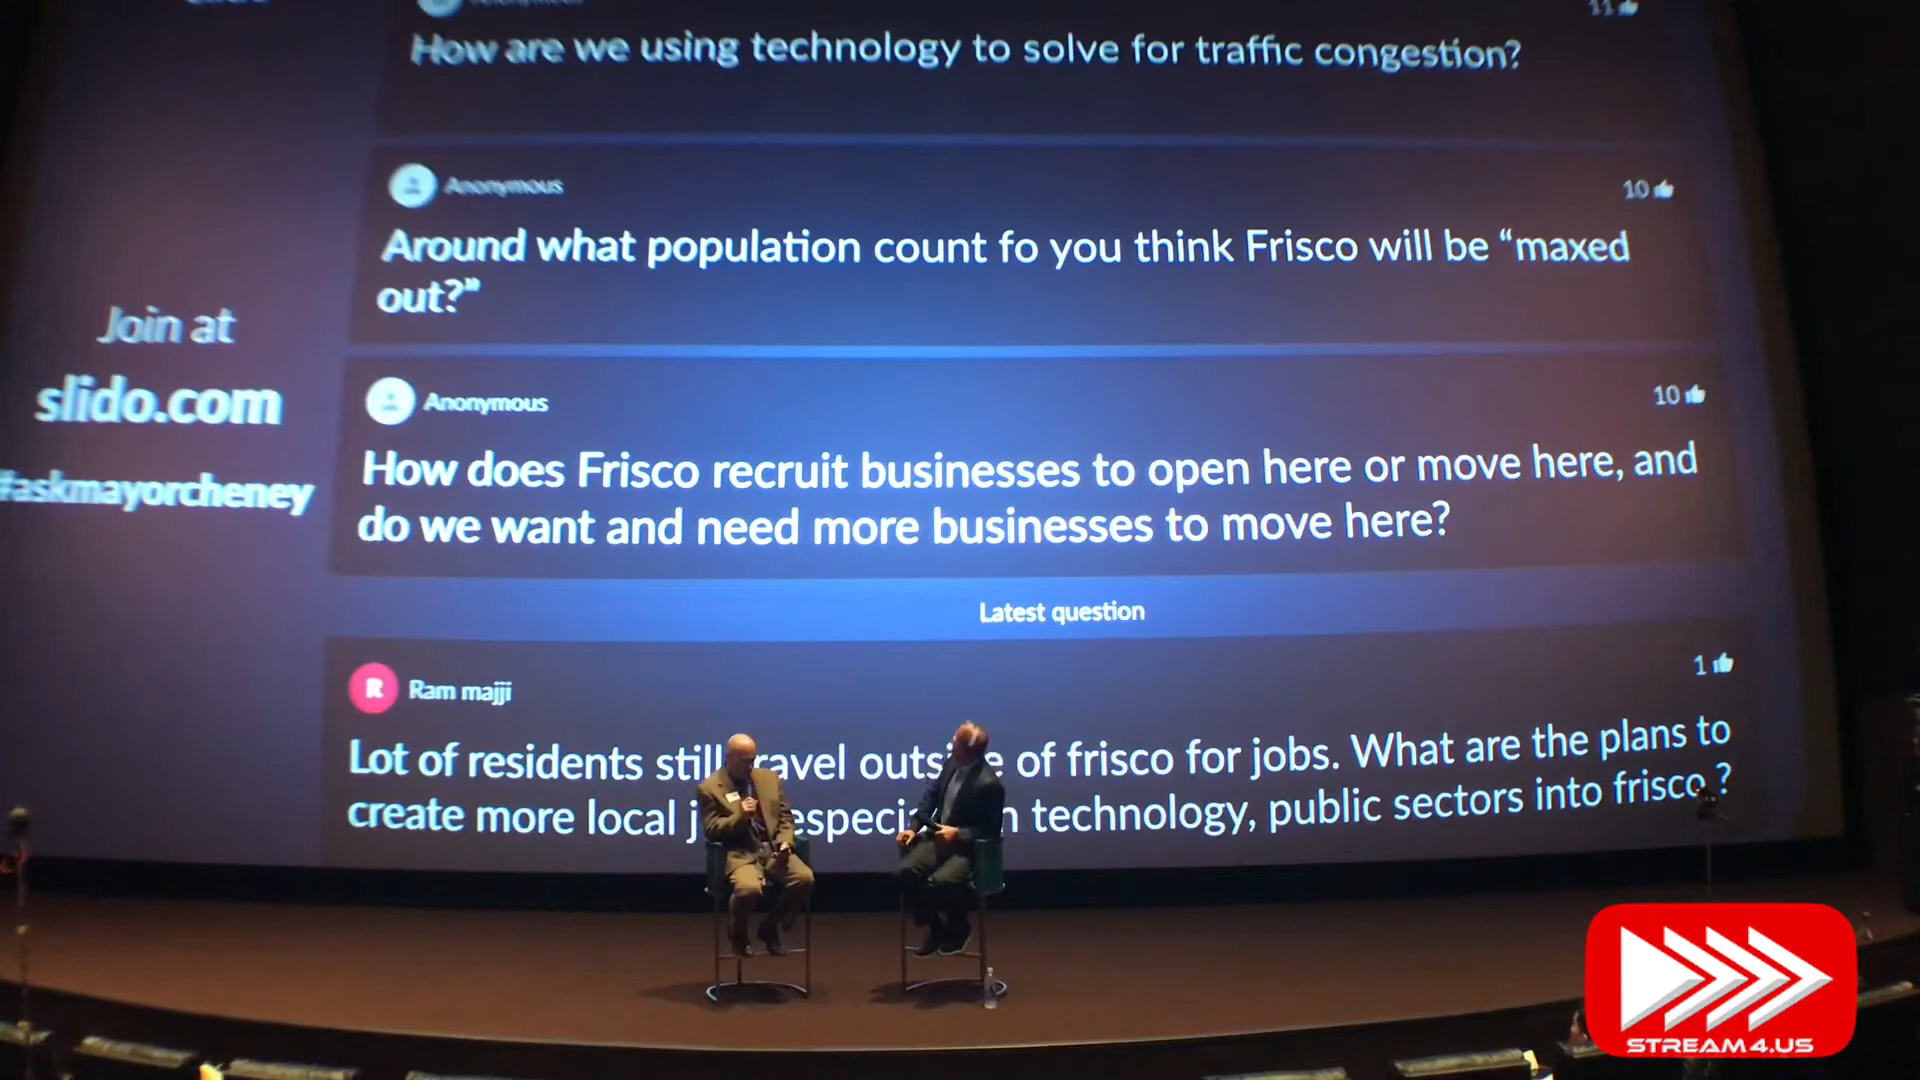 11
How are we using technology to solve for traffic congestion?
Anonymous
10
Around what population count fo you think Frisco will be “maxed
out?”
Join at
slido.com
#askmayorcheney
Anonymous
10
How does Frisco recruit businesses to open here or move here, and
do we want and need more businesses to move here?
Latest question
R
Ram majji
1
Lot of residents still travel outside of frisco for jobs. What are the plans to
create more local j especia n technology, public sectors into frisco ?
STREAM4.US